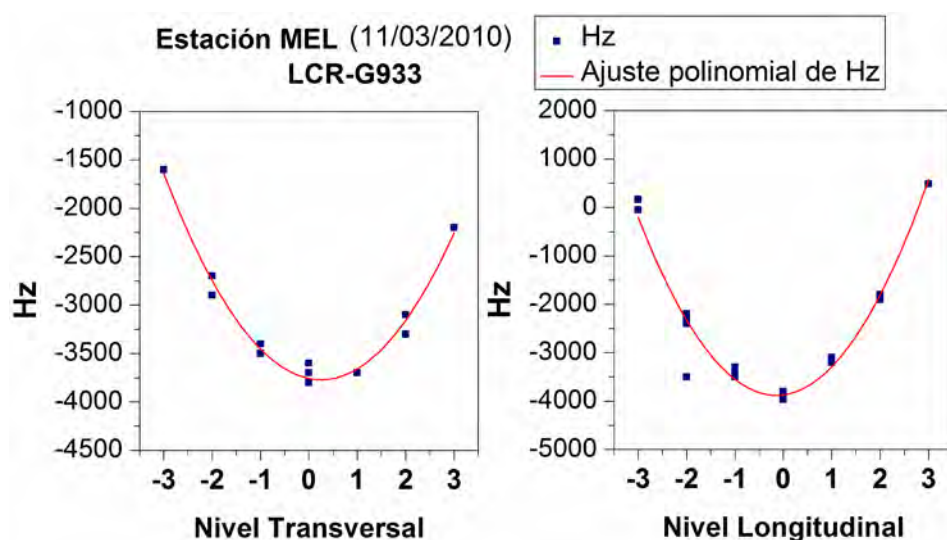 Estación MEL (11/03/2010)
LCR-G933
Hz
Ajuste polinomial de Hz
-1000
-1500
-2000
-2500
-3000
-3500
-4000
-4500
Hz
-3 -2 -1 0 1 2 3
Nivel Transversal
2000
1000
0
-1000
-2000
-3000
-4000
-5000
Hz
-3 -2 -1 0 1 2 3
Nivel Longitudinal